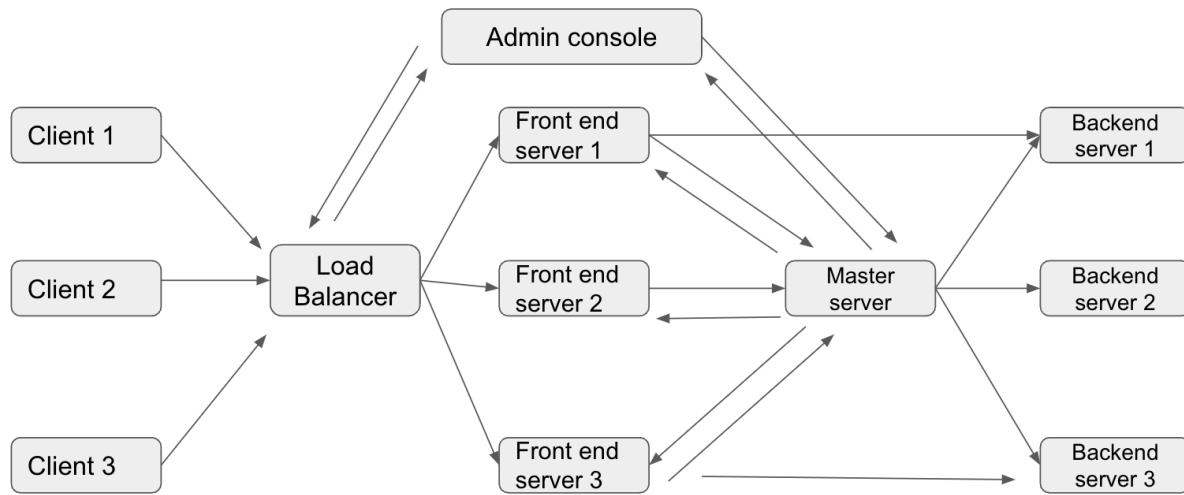 Admin console
Client 1
Front end
server 1
Backend
server 1
Client 2
Load
Balancer
Front end
server 2
Master
server
Backend
server 2
Client 3
Front end
server 3
Backend
server 3